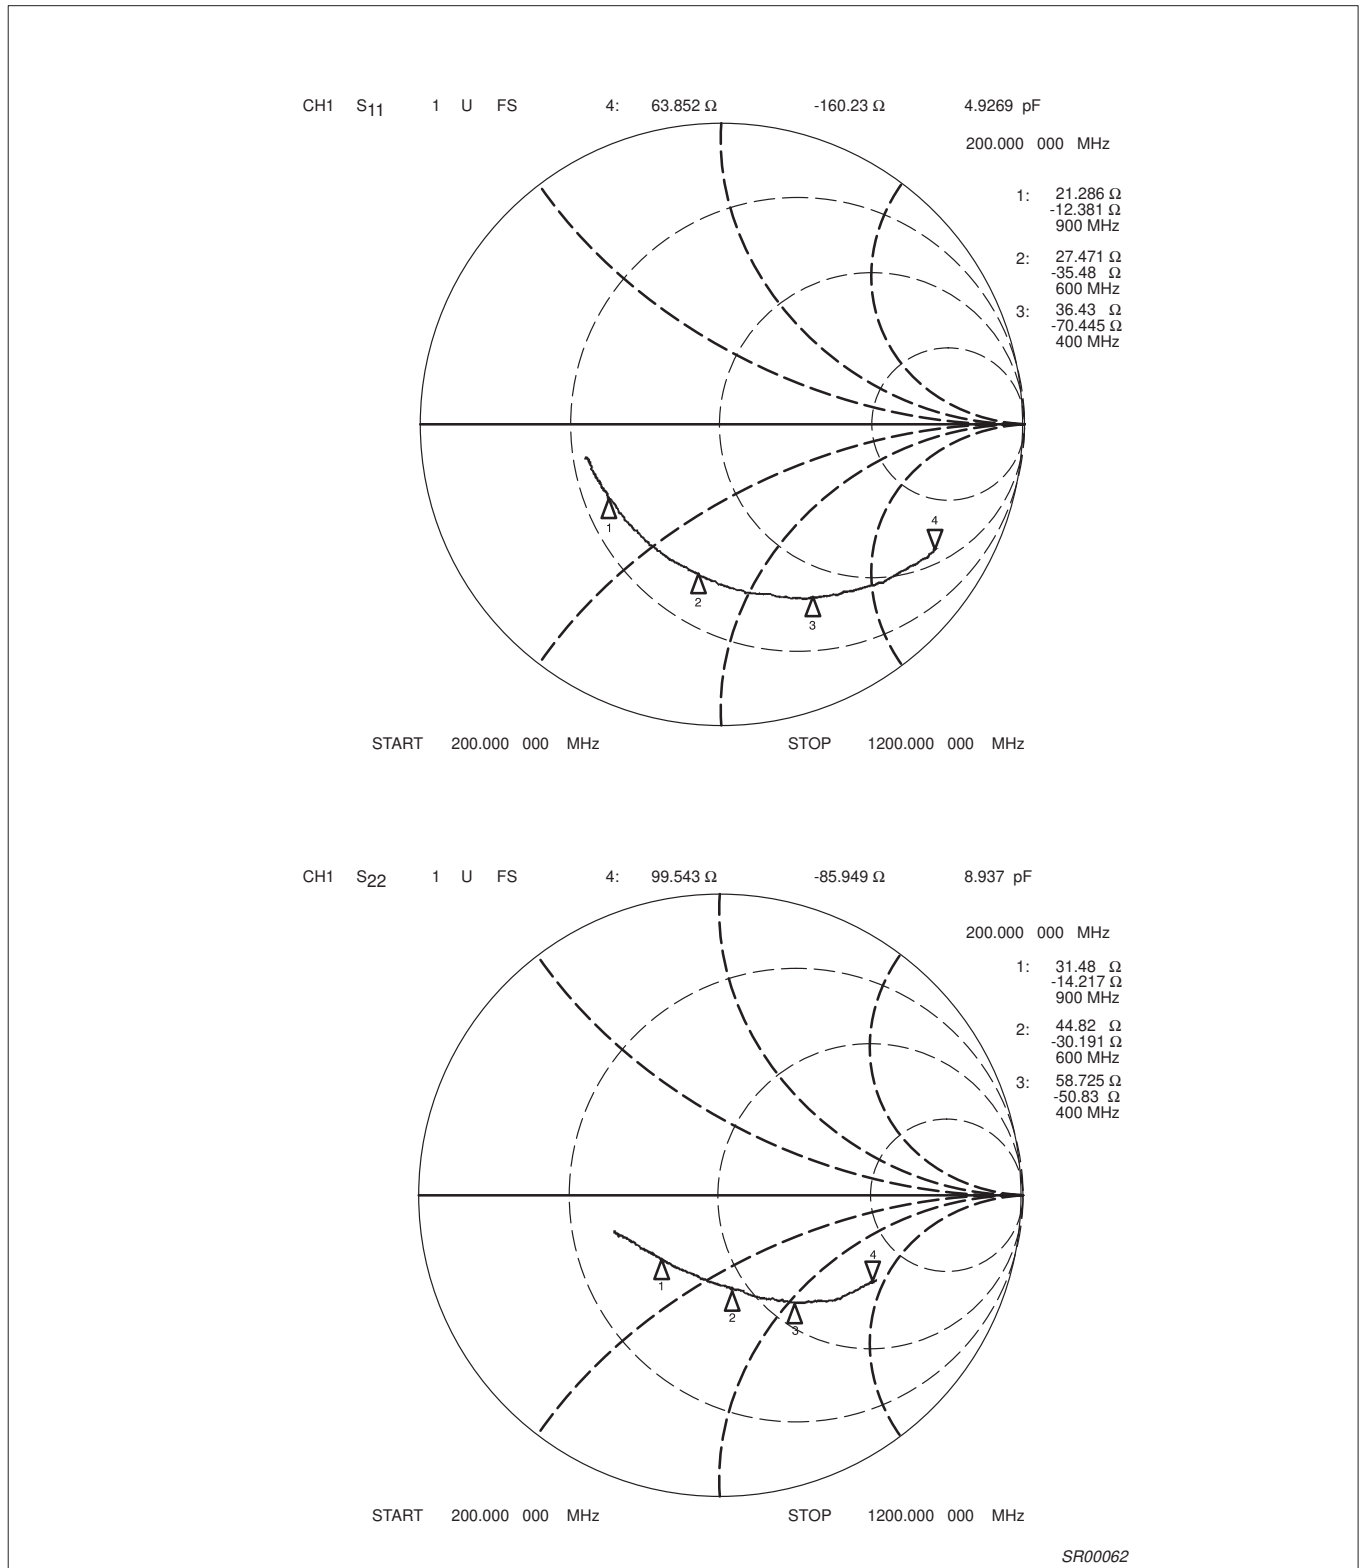 CH1 S11 1 U FS 4: 63.852 Ω -160.23 Ω 4.9269 pF
200.000 000 MHz
1: 21.286 Ω
-12.381 Ω
900 MHz
2: 27.471 Ω
-35.48 Ω
600 MHz
3: 36.43 Ω
-70.445 Ω
400 MHz
4
1
2
3
START 200.000 000 MHz STOP 1200.000 000 MHz
CH1 S22 1 U FS 4: 99.543 Ω -85.949 Ω 8.937 pF
200.000 000 MHz
1: 31.48 Ω
-14.217 Ω
900 MHz
2: 44.82 Ω
-30.191 Ω
600 MHz
3: 58.725 Ω
-50.83 Ω
400 MHz
4
1
2
3
START 200.000 000 MHz STOP 1200.000 000 MHz
SR00062